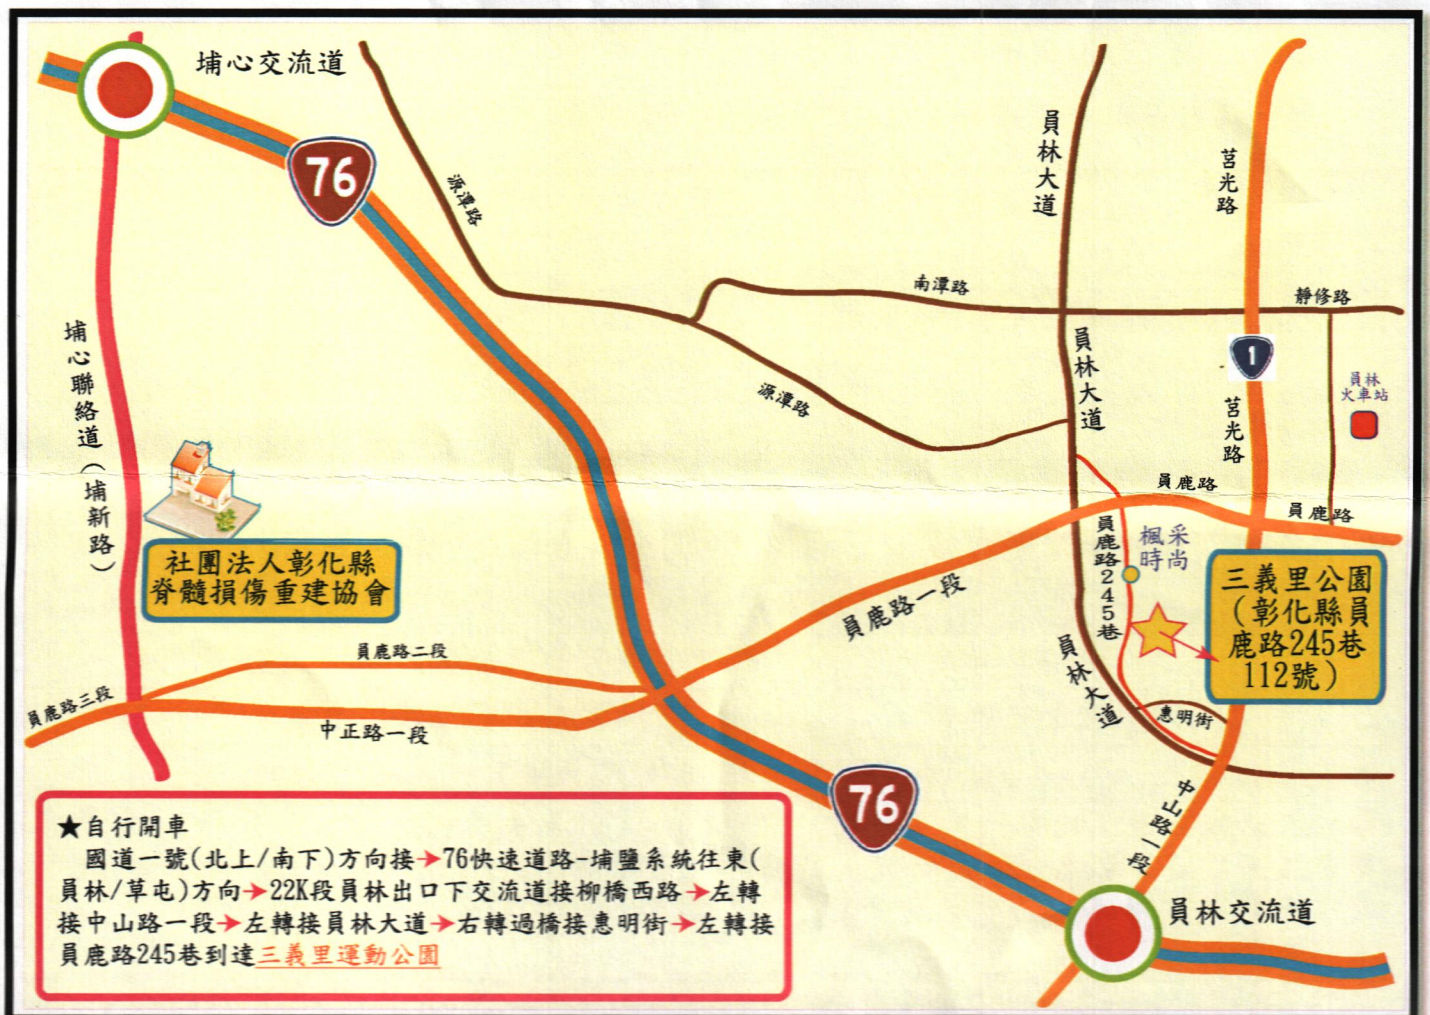 埔心交流道
76
源潭路
員林大道
莒光路
南潭路
靜修路
埔心聯絡道(埔新路)
員林大道
1
員林
火車站
源潭路
莒光路
員鹿路
員鹿路
社團法人彰化縣
脊髓損傷重建協會
員鹿路245巷
楓采
時尚
三義里公園
(彰化縣員
鹿路245巷
112號)
員鹿路一段
員鹿路二段
員林大道
員鹿路三段
中正路一段
惠明街
76
中山路一段
員林交流道
★自行開車
國道一號(北上/南下)方向接→76快速道路-埔鹽系統往東(
員林/草屯)方向→22K段員林出口下交流道接柳橋西路→左轉
接中山路一段→左轉接員林大道→右轉過橋接惠明街→左轉接
員鹿路245巷到達三義里運動公園